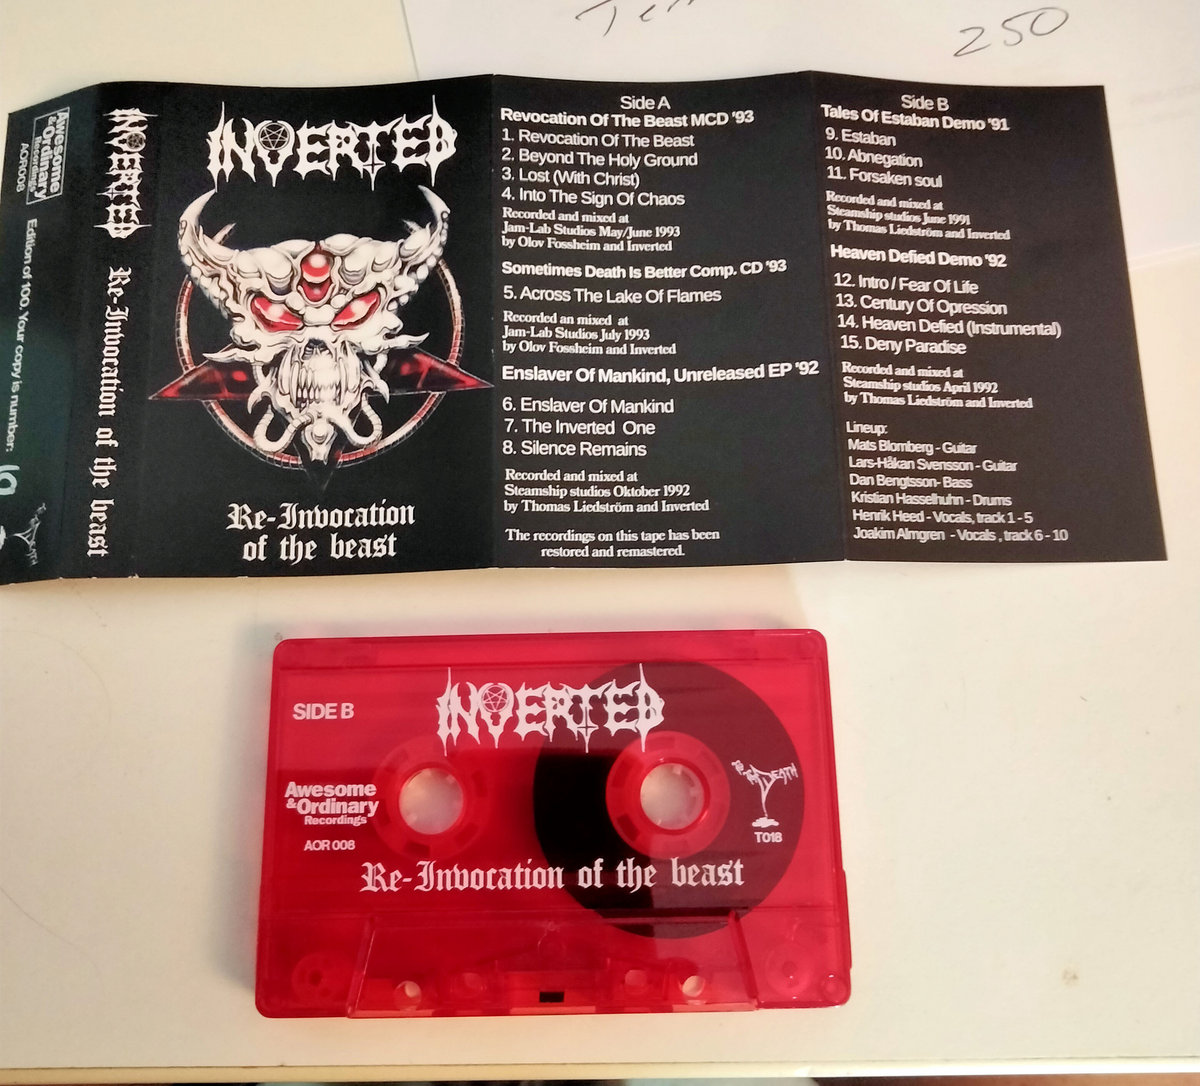 Te
250
Awesome
& Ordinary
Recordings
AOR008
Edition of 100 Your copy is number:
INVERTED
Re-Invocation of the beast
INVERTED
Re-Invocation
of the beast
Side A
Revocation Of The Beast MCD '93
1. Revocation Of The Beast
2. Beyond The Holy Ground
3. Lost (With Christ)
4. Into The Sign Of Chaos
Recorded and mixed at
Jam-Lab Studios May/June 1993
by Olov Fossheim and Inverted
Sometimes Death Is Better Comp. CD '93
5. Across The Lake Of Flames
Recorded an mixed at
Jam-Lab Studios July 1993
by Olov Fossheim and Inverted
Enslaver Of Mankind, Unreleased EP '92
6. Enslaver Of Mankind
7. The Inverted One
8. Silence Remains
Recorded and mixed at
Steamship studios Oktober 1992
by Thomas Liedström and Inverted
The recordings on this tape has been
restored and remastered.
Side B
Tales Of Estaban Demo '91
9. Estaban
10. Abnegation
11. Forsaken soul
Recorded and mixed at
Steamship studios June 1991
by Thomas Liedström and Inverted
Heaven Defied Demo '92
12. Intro / Fear Of Life
13. Century Of Opression
14. Heaven Defied (Instrumental)
15. Deny Paradise
Recorded and mixed at
Steamship studios April 1992
by Thomas Liedström and Inverted
Lineup:
Mats Blomberg - Guitar
Lars-Håkan Svensson - Guitar
Dan Bengtsson- Bass
Kristian Hasselhuhn - Drums
Henrik Heed - Vocals, track 1 - 5
Joakim Almgren - Vocals , track 6 - 10
INVERTED
SIDE B
Awesome
& Ordinary
Recordings
AOR 008
To The Death
T018
Re-Invocation of the beast